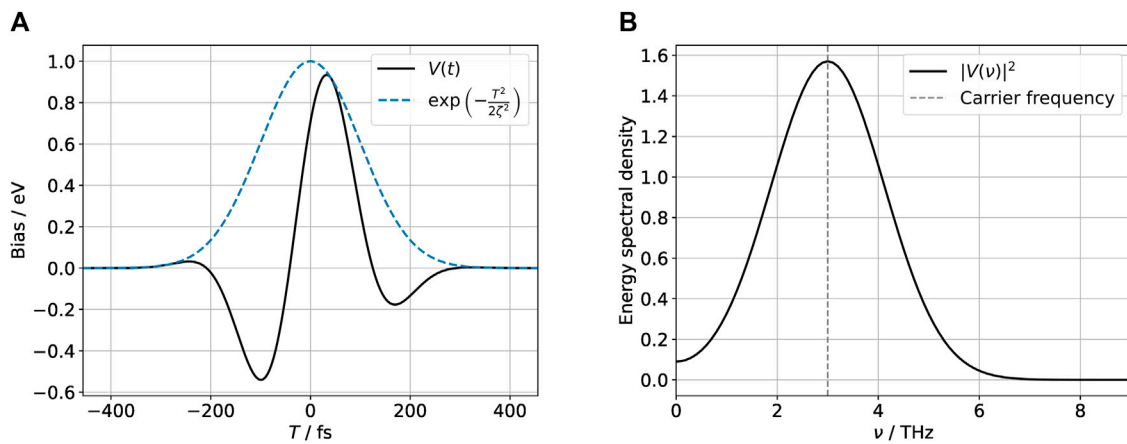 A
Bias / eV
1.0
0.8
0.6
0.4
0.2
0.0
−0.2
−0.4
−0.6
−400
−200
0
200
400
T / fs
V(t)
exp(−T²/2ζ²)
B
Energy spectral density
1.6
1.4
1.2
1.0
0.8
0.6
0.4
0.2
0.0
0
2
4
6
8
ν / THz
|V(ν)|²
Carrier frequency